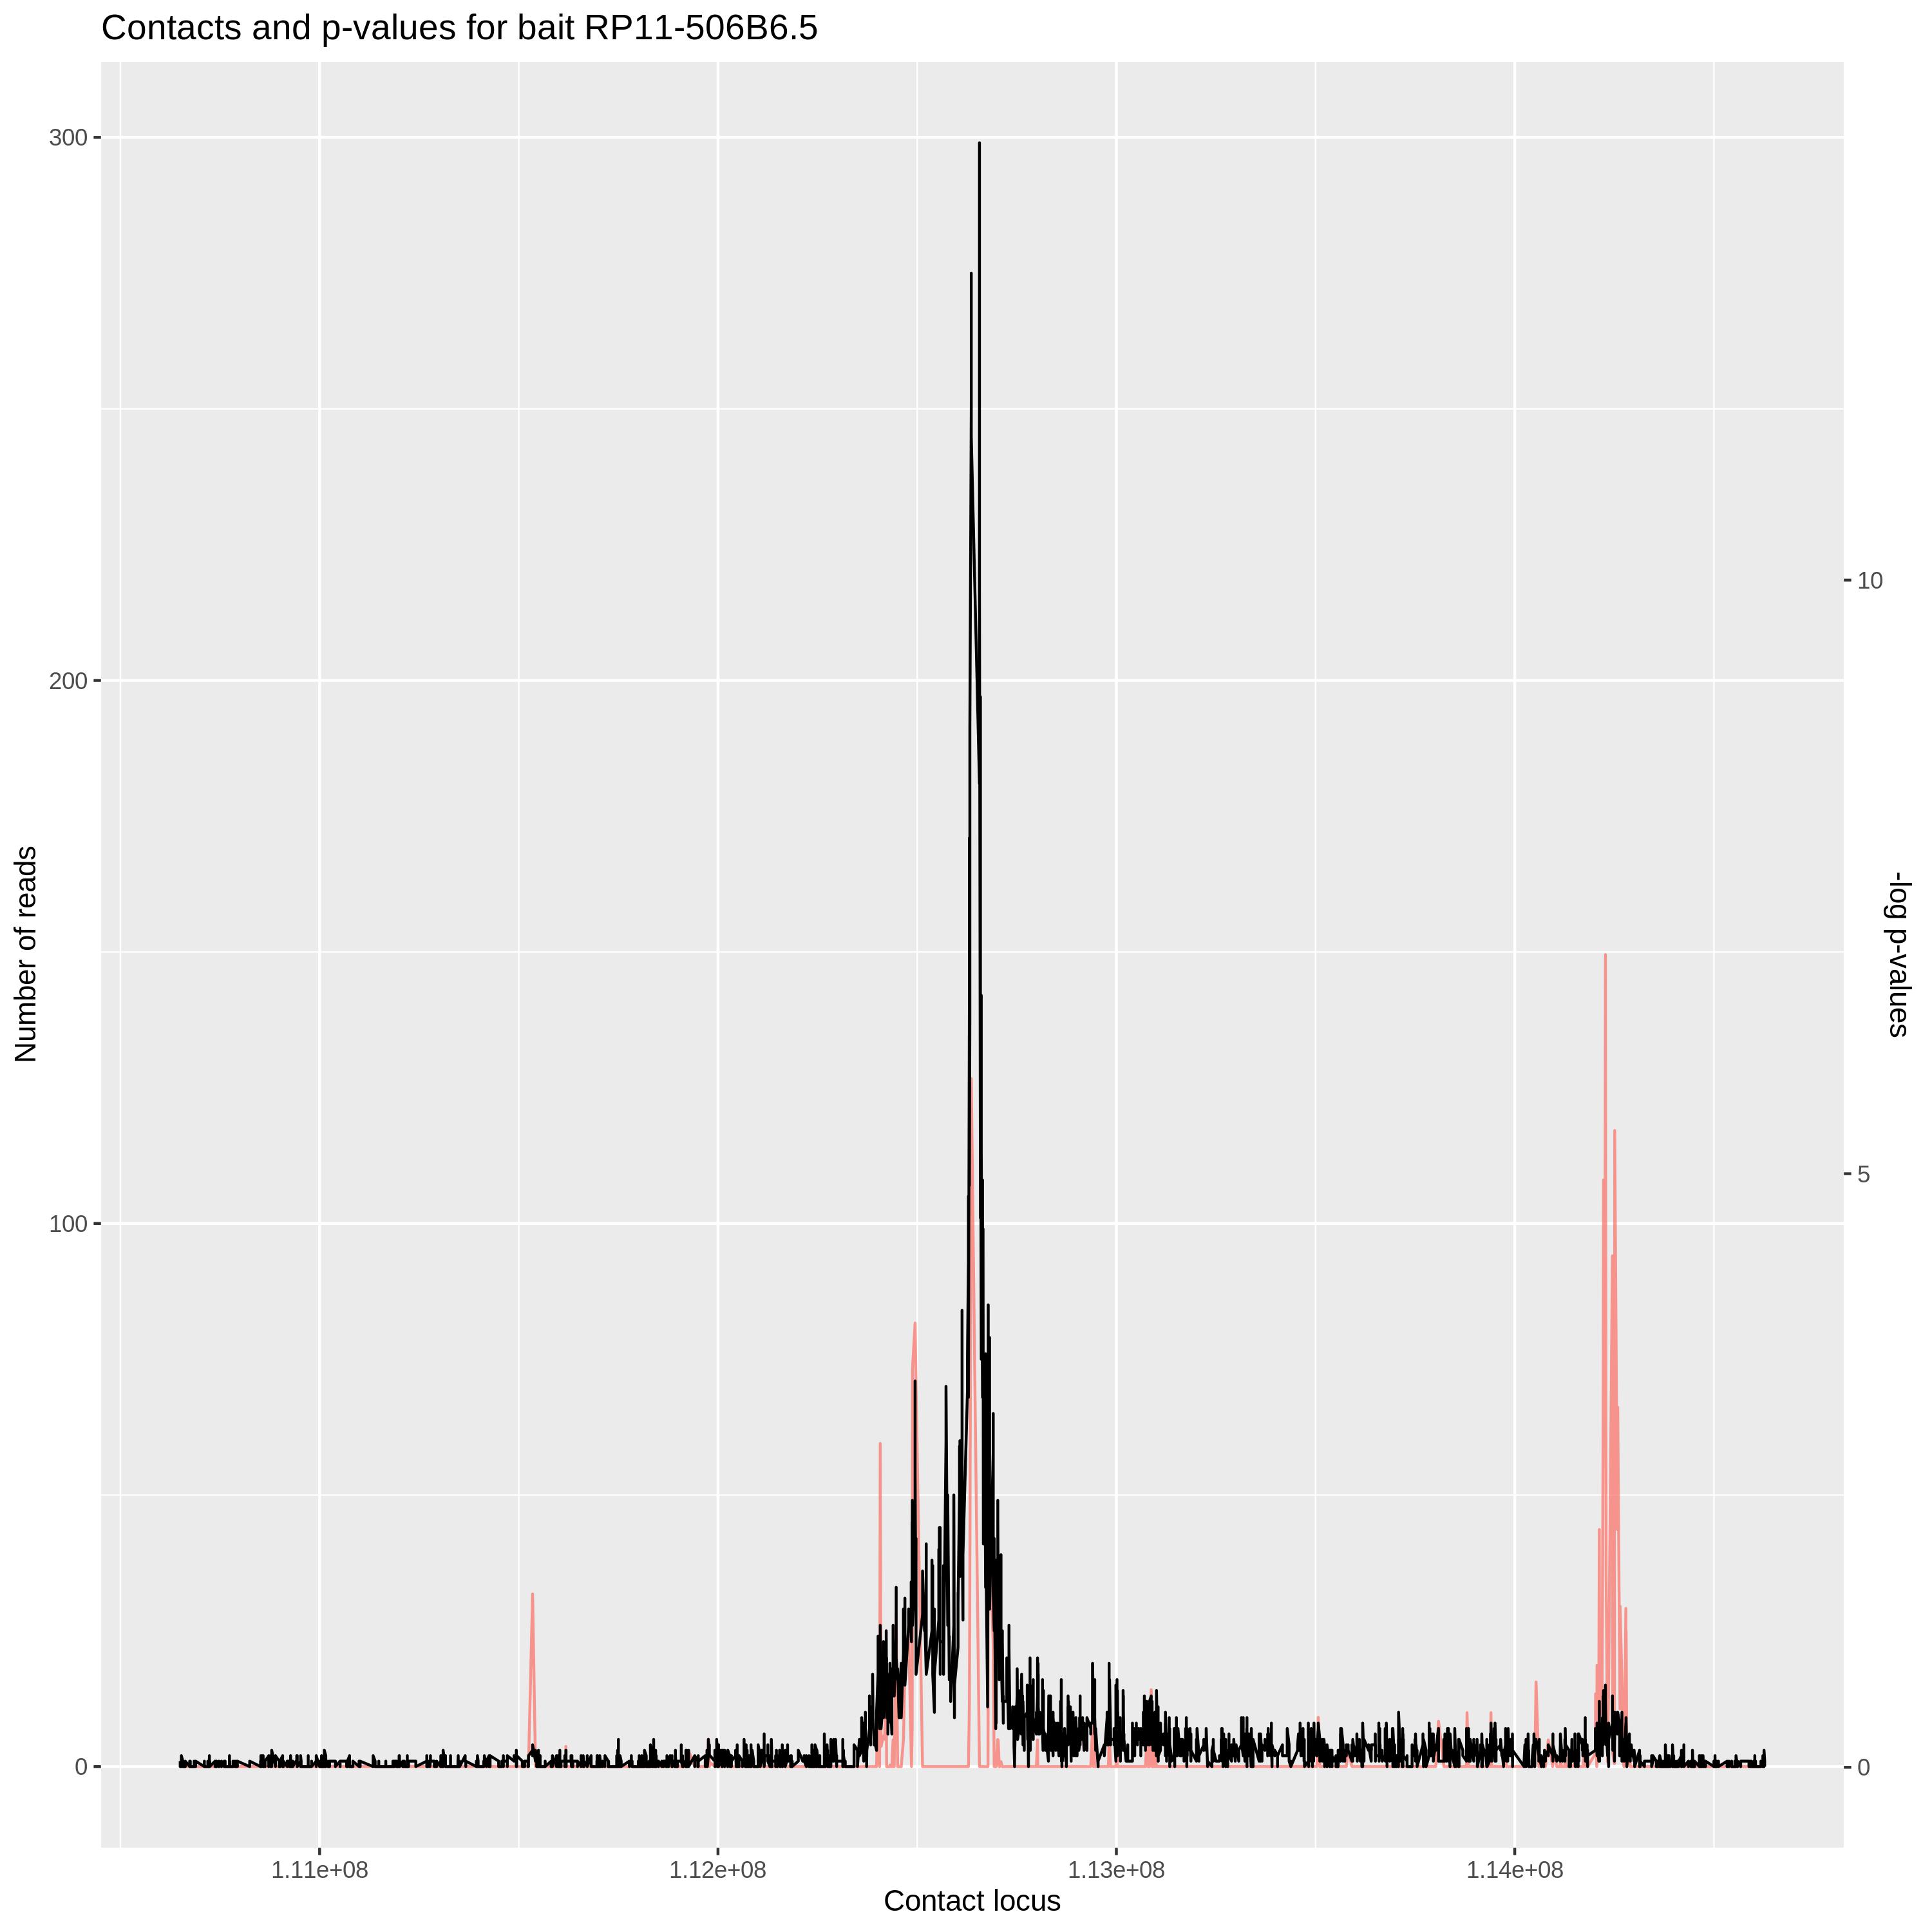 Contacts and p-values for bait RP11-506B6.5
300
200
100
0
Number of reads
10
5
0
-log p-values
1.11e+08
1.12e+08
1.13e+08
1.14e+08
Contact locus